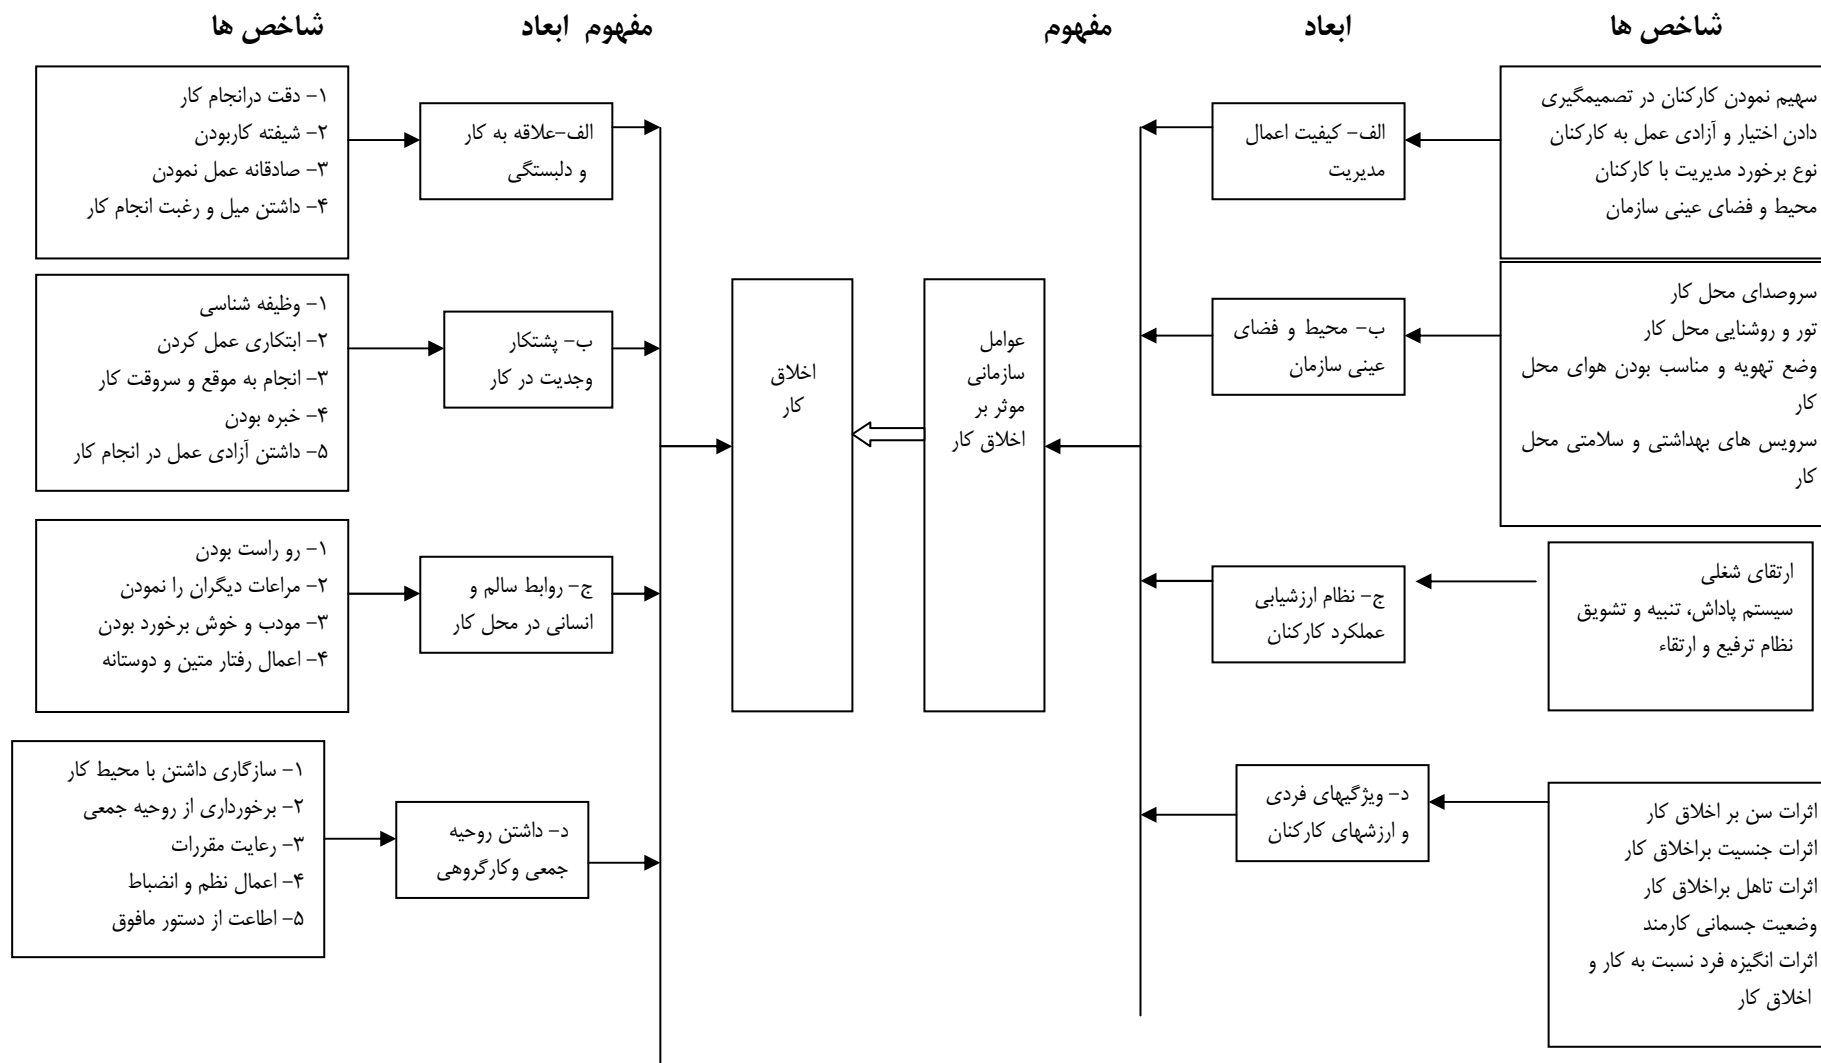 شاخص ها
ابعاد
مفهوم
مفهوم ابعاد
شاخص ها
سهیم نمودن کارکنان در تصمیمگیری
دادن اختیار و آزادی عمل به کارکنان
نوع برخورد مدیریت با کارکنان
محیط و فضای عینی سازمان
الف- کیفیت اعمال
مدیریت
سروصدای محل کار
تور و روشنایی محل کار
وضع تهویه و مناسب بودن هوای محل
کار
سرویس های بهداشتی و سلامتی محل
کار
ب- محیط و فضای
عینی سازمان
ارتقای شغلی
سیستم پاداش، تنبیه و تشویق
نظام ترفیع و ارتقاء
ج- نظام ارزشیابی
عملکرد کارکنان
اثرات سن بر اخلاق کار
اثرات جنسیت براخلاق کار
اثرات تاهل براخلاق کار
وضعیت جسمانی کارمند
اثرات انگیزه فرد نسبت به کار و
اخلاق کار
د- ویژگیهای فردی
و ارزشهای کارکنان
عوامل
سازمانی
موثر بر
اخلاق کار
اخلاق
کار
الف-علاقه به کار
و دلبستگی
۱- دقت درانجام کار
۲- شیفته کاربودن
۳- صادقانه عمل نمودن
۴- داشتن میل و رغبت انجام کار
ب- پشتکار
وجدیت در کار
۱- وظیفه شناسی
۲- ابتکاری عمل کردن
۳- انجام به موقع و سروقت کار
۴- خبره بودن
۵- داشتن آزادی عمل در انجام کار
ج- روابط سالم و
انسانی در محل کار
۱- رو راست بودن
۲- مراعات دیگران را نمودن
۳- مودب و خوش برخورد بودن
۴- اعمال رفتار متین و دوستانه
د- داشتن روحیه
جمعی وکارگروهی
۱- سازگاری داشتن با محیط کار
۲- برخورداری از روحیه جمعی
۳- رعایت مقررات
۴- اعمال نظم و انضباط
۵- اطاعت از دستور مافوق